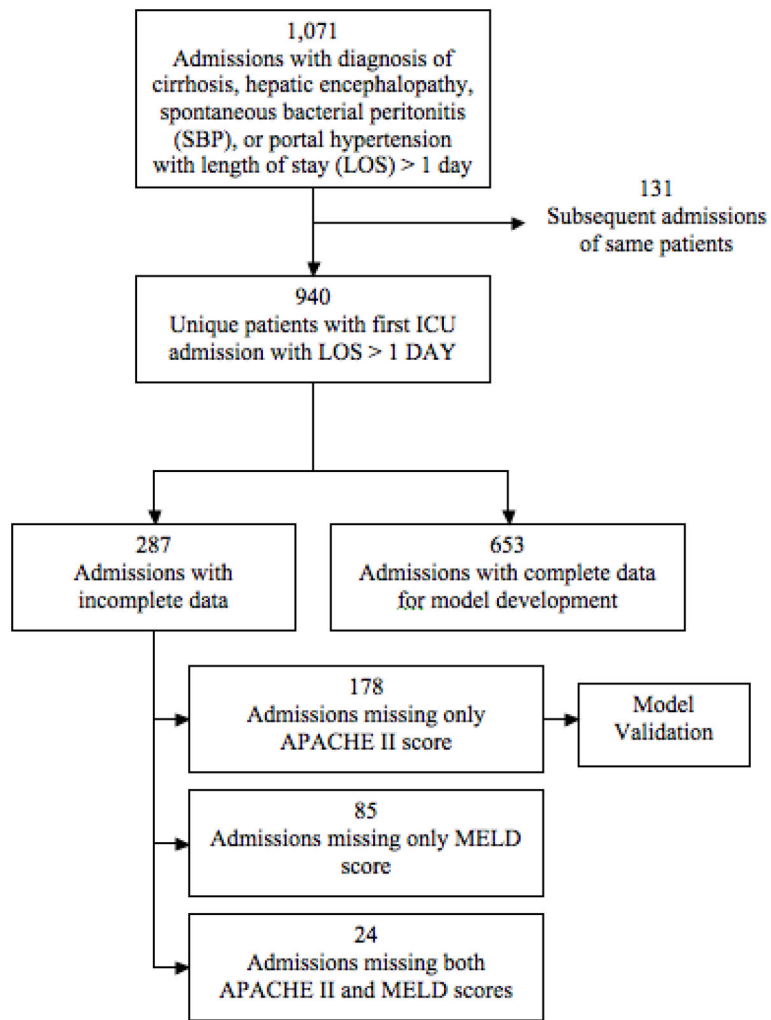 1,071
Admissions with diagnosis of
cirrhosis, hepatic encephalopathy,
spontaneous bacterial peritonitis
(SBP), or portal hypertension
with length of stay (LOS) > 1 day
131
Subsequent admissions
of same patients
940
Unique patients with first ICU
admission with LOS > 1 DAY
287
Admissions with
incomplete data
653
Admissions with complete data
for model development
178
Admissions missing only
APACHE II score
Model
Validation
85
Admissions missing only MELD
score
24
Admissions missing both
APACHE II and MELD scores